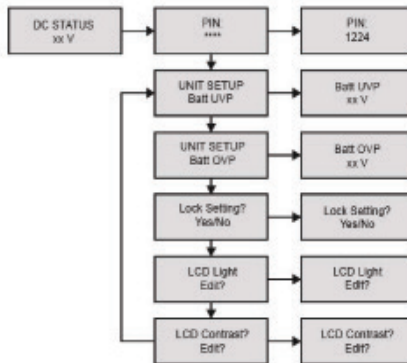 DC STATUS
xx V
PIN:
****
PIN:
1224
UNIT SETUP
Batt UVP
Batt UVP
xx V
UNIT SETUP
Batt OVP
Batt OVP
xx V
Lock Setting?
Yes/No
Lock Setting?
Yes/No
LCD Light
Edit?
LCD Light
Edit?
LCD Contrast?
Edit?
LCD Contrast?
Edit?